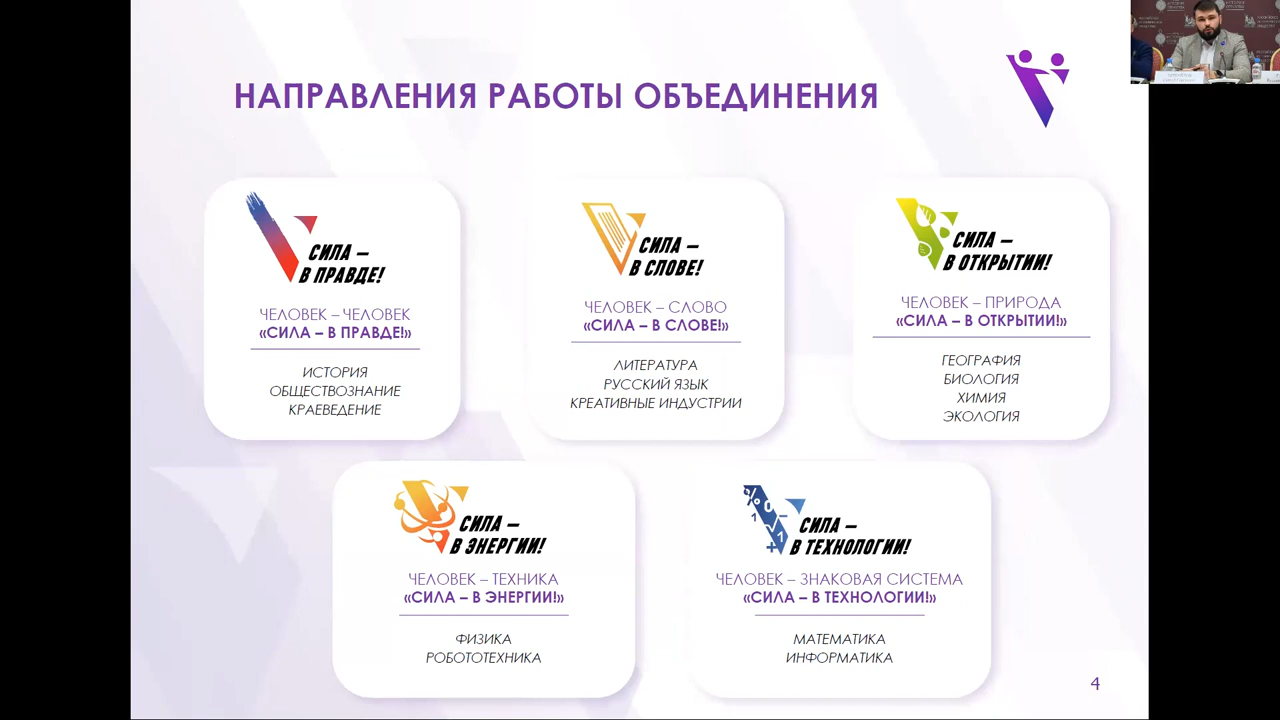 НАПРАВЛЕНИЯ РАБОТЫ ОБЪЕДИНЕНИЯ
СИЛА –
В ПРАВДЕ!
ЧЕЛОВЕК – ЧЕЛОВЕК
«СИЛА – В ПРАВДЕ!»
ИСТОРИЯ
ОБЩЕСТВОЗНАНИЕ
КРАЕВЕДЕНИЕ
СИЛА –
В СЛОВЕ!
ЧЕЛОВЕК – СЛОВО
«СИЛА – В СЛОВЕ!»
ЛИТЕРАТУРА
РУССКИЙ ЯЗЫК
КРЕАТИВНЫЕ ИНДУСТРИИ
СИЛА –
В ОТКРЫТИИ!
ЧЕЛОВЕК – ПРИРОДА
«СИЛА – В ОТКРЫТИИ!»
ГЕОГРАФИЯ
БИОЛОГИЯ
ХИМИЯ
ЭКОЛОГИЯ
СИЛА –
В ЭНЕРГИИ!
ЧЕЛОВЕК – ТЕХНИКА
«СИЛА – В ЭНЕРГИИ!»
ФИЗИКА
РОБОТОТЕХНИКА
СИЛА –
В ТЕХНОЛОГИИ!
ЧЕЛОВЕК – ЗНАКОВАЯ СИСТЕМА
«СИЛА – В ТЕХНОЛОГИИ!»
МАТЕМАТИКА
ИНФОРМАТИКА
4